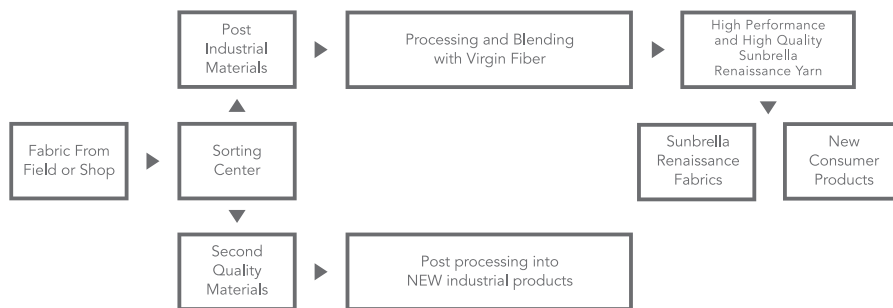 Post
Industrial
Materials
Processing and Blending
with Virgin Fiber
High Performance
and High Quality
Sunbrella
Renaissance Yarn
Fabric From
Field or Shop
Sorting
Center
Sunbrella
Renaissance
Fabrics
New
Consumer
Products
Second
Quality
Materials
Post processing into
NEW industrial products